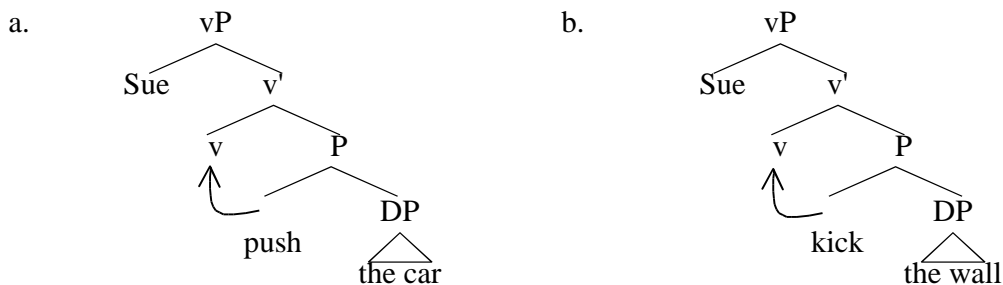 a. vP b. vP
Sue v' Sue v'
v P v P
DP DP
push kick
the car the wall